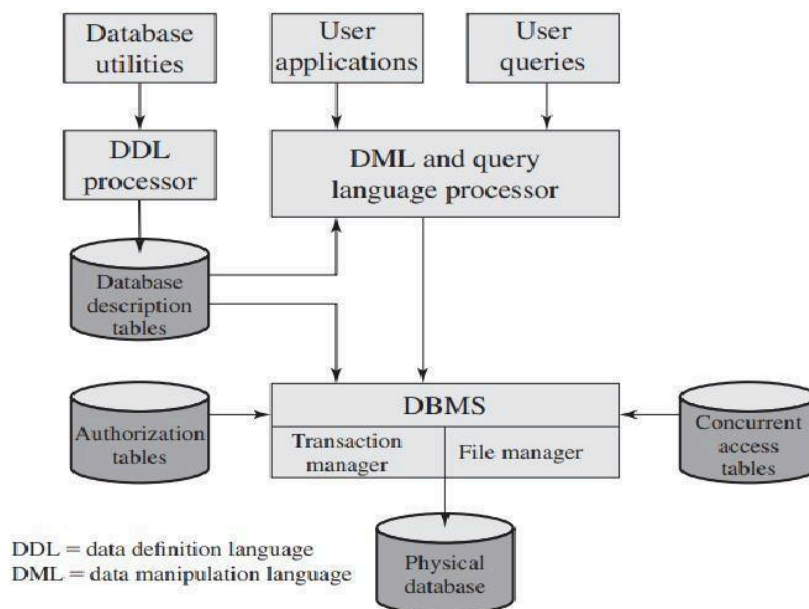 Database
utilities
User
applications
User
queries
DDL
processor
DML and query
language processor
Database
description
tables
DBMS
Transaction
manager
File manager
Authorization
tables
Concurrent
access
tables
Physical
database
DDL = data definition language
DML = data manipulation language